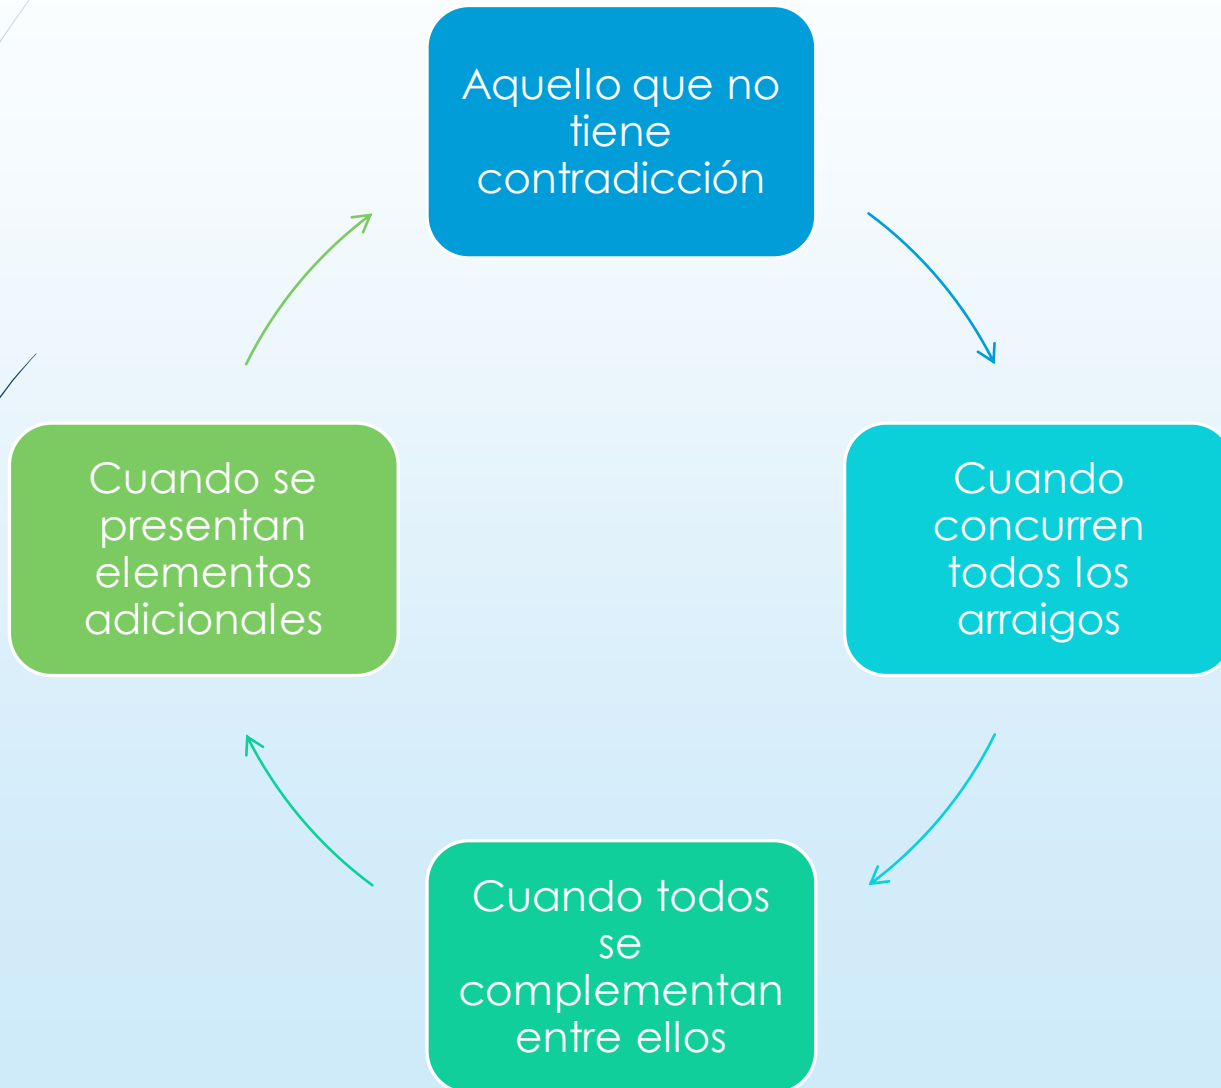 Aquello que no
tiene
contradicción
Cuando
concurren
todos los
arraigos
Cuando todos
se
complementan
entre ellos
Cuando se
presentan
elementos
adicionales